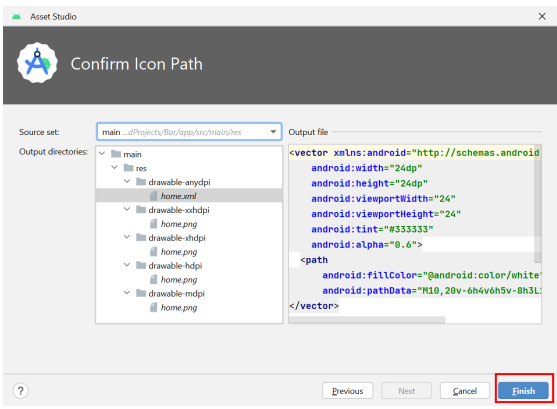 Asset Studio
Confirm Icon Path
Source set:
main ...dProjects/Bar/app/src/main/res
Output file
Output directories:
main
res
drawable-anydpi
home.xml
drawable-xxhdpi
home.png
drawable-xhdpi
home.png
drawable-hdpi
home.png
drawable-mdpi
home.png
<vector xmlns:android="http://schemas.android
android:width="24dp"
android:height="24dp"
android:viewportWidth="24"
android:viewportHeight="24"
android:tint="#333333"
android:alpha="0.6">
<path
android:fillColor="@android:color/white"
android:pathData="M10,20v-6h4v6h5v-8h3L
</vector>
?
Previous
Next
Cancel
Finish